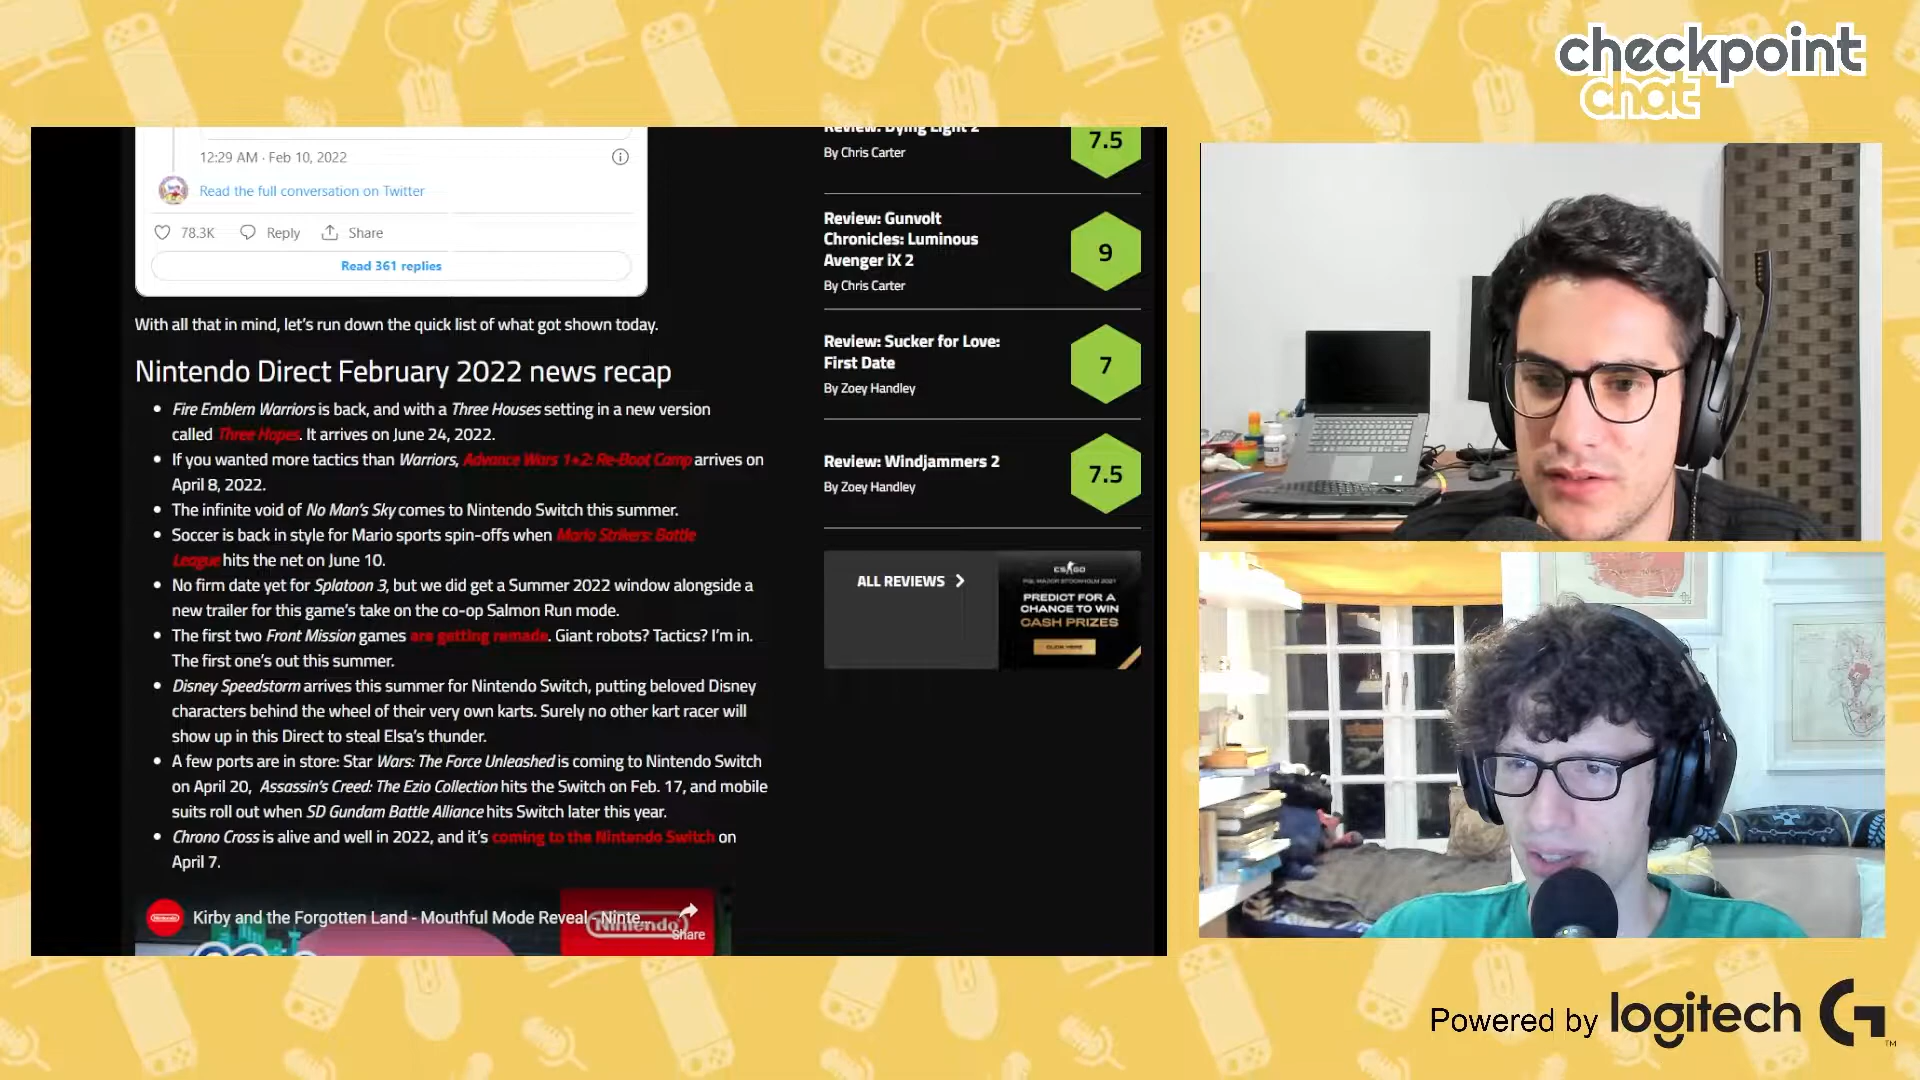 checkpoint
chat
12:29 AM · Feb 10, 2022
Read the full conversation on Twitter
78.3K Reply Share
Read 361 replies
With all that in mind, let's run down the quick list of what got shown today.
Nintendo Direct February 2022 news recap
• Fire Emblem Warriors is back, and with a Three Houses setting in a new version
called Three Hopes. It arrives on June 24, 2022.
• If you wanted more tactics than Warriors, Advance Wars 1+2: Re-Boot Camp arrives on
April 8, 2022.
• The infinite void of No Man's Sky comes to Nintendo Switch this summer.
• Soccer is back in style for Mario sports spin-offs when Mario Strikers: Battle
League hits the net on June 10.
• No firm date yet for Splatoon 3, but we did get a Summer 2022 window alongside a
new trailer for this game's take on the co-op Salmon Run mode.
• The first two Front Mission games are getting remade. Giant robots? Tactics? I'm in.
The first one's out this summer.
• Disney Speedstorm arrives this summer for Nintendo Switch, putting beloved Disney
characters behind the wheel of their very own karts. Surely no other kart racer will
show up in this Direct to steal Elsa's thunder.
• A few ports are in store: Star Wars: The Force Unleashed is coming to Nintendo Switch
on April 20, Assassin's Creed: The Ezio Collection hits the Switch on Feb. 17, and mobile
suits roll out when SD Gundam Battle Alliance hits Switch later this year.
• Chrono Cross is alive and well in 2022, and it's coming to the Nintendo Switch on
April 7.
Nintendo
Kirby and the Forgotten Land - Mouthful Mode Reveal - Ninte...
Nintendo
Share
Review: Dying Light 2
By Chris Carter
7.5
Review: Gunvolt
Chronicles: Luminous
Avenger iX 2
By Chris Carter
9
Review: Sucker for Love:
First Date
By Zoey Handley
7
Review: Windjammers 2
By Zoey Handley
7.5
ALL REVIEWS
CS:GO
PGL MAJOR STOCKHOLM 2021
PREDICT FOR A
CHANCE TO WIN
CASH PRIZES
CLICK HERE
Powered by logitech G™